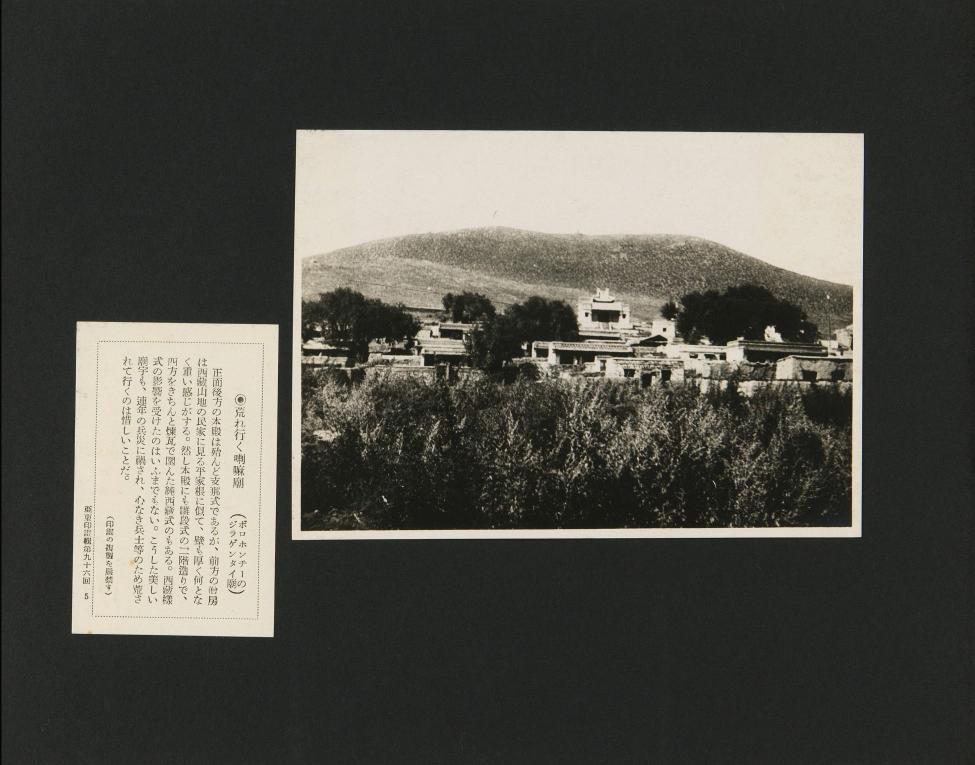 ◉荒れ行く喇嘛廟
(ボロホンチーの
ジラゲンタイ廟)
正面後方の本殿は殆んど支那式であるが、前方の僧房
は西藏山地の民家に見る平家根に似て、壁も厚く何とな
く重い感じがする。然し本殿にも講段式の二階造りで、
四方をきちんと煉瓦で圍んだ純西藏式のもある。西藏樣
式の影響を受けたのはいふまでもない。こうした美しい
廟宇も、連年の兵災に禍され、心なき兵士等のため荒さ
れて行くのは惜しいことだ。
(印畫の複製を嚴禁す)
亞東印畫輯第九十六回 5